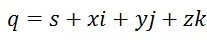 q = s + xi + yj + zk